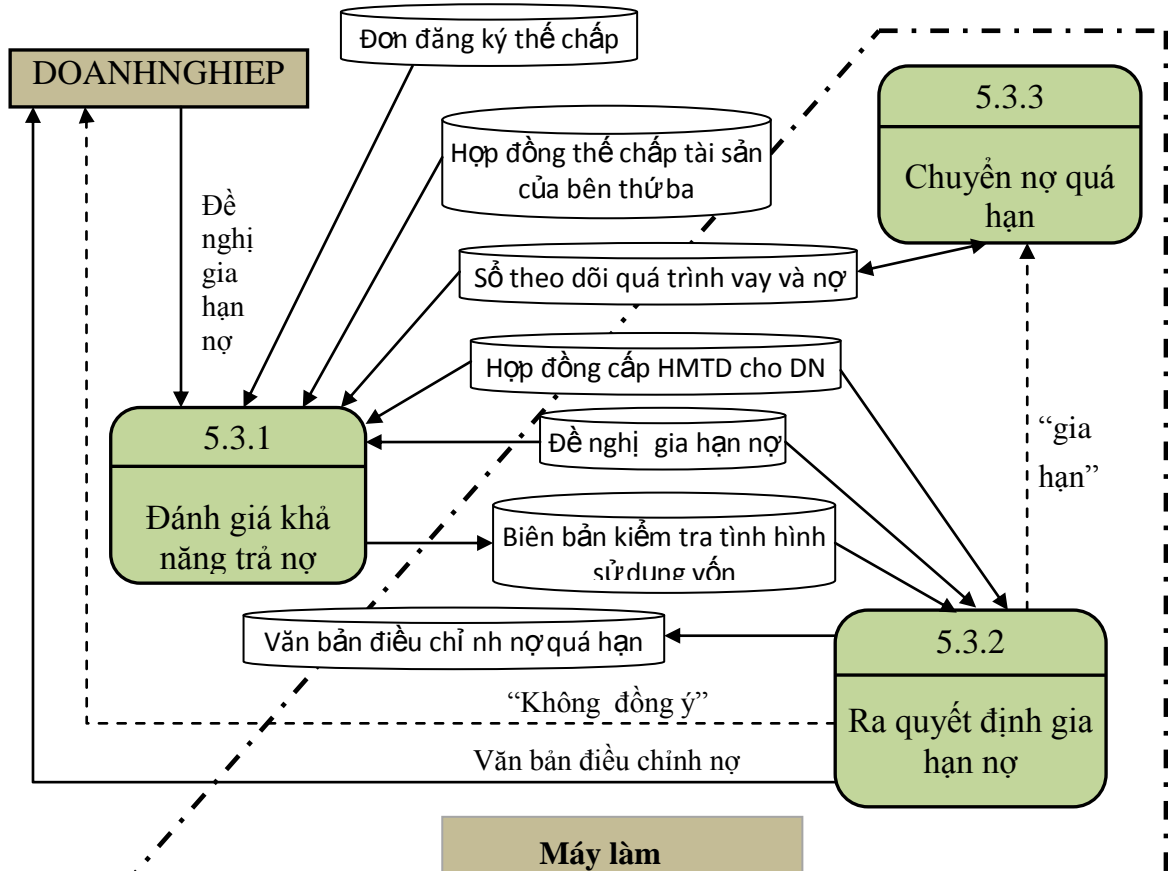 Đơn đăng ký thế chấp
DOANHNGHIEP
5.3.3
Chuyển nợ quá
hạn
Hợp đồng thế chấp tài sản
của bên thứ ba
Đề
nghị
gia
hạn
nợ
Sổ theo dõi quá trình vay và nợ
Hợp đồng cấp HMTD cho DN
5.3.1
Đánh giá khả
năng trả nợ
Đề nghị gia hạn nợ
“gia
hạn”
Biên bản kiểm tra tình hình
sử dụng vốn
Văn bản điều chỉ nh nợ quá hạn
5.3.2
Ra quyết định gia
hạn nợ
“Không đồng ý”
Văn bản điều chỉnh nợ
Máy làm